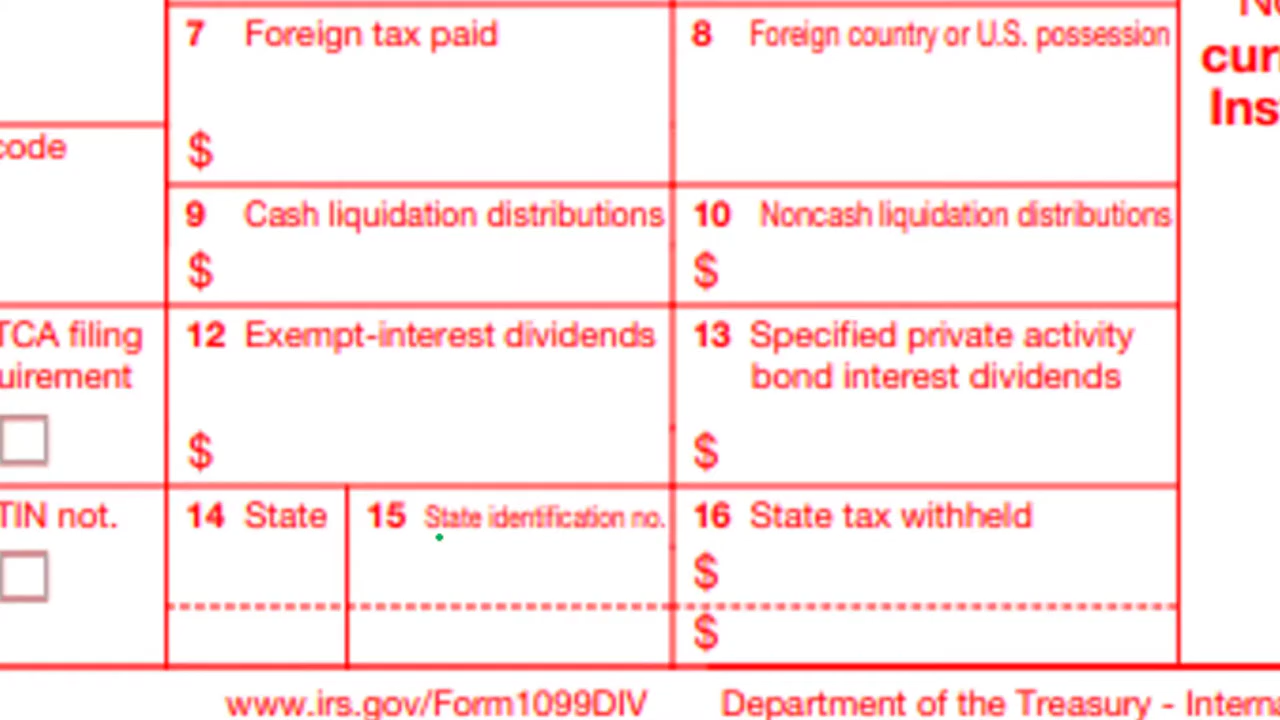 7 Foreign tax paid
8 Foreign country or U.S. possession
$
code
9 Cash liquidation distributions
$
10 Noncash liquidation distributions
$
TCA filing
uirement
12 Exempt-interest dividends
$
13 Specified private activity
bond interest dividends
$
TIN not.
14 State
15 State identification no.
16 State tax withheld
$
$
www.irs.gov/Form1099DIV
Department of the Treasury - Interna
Ins